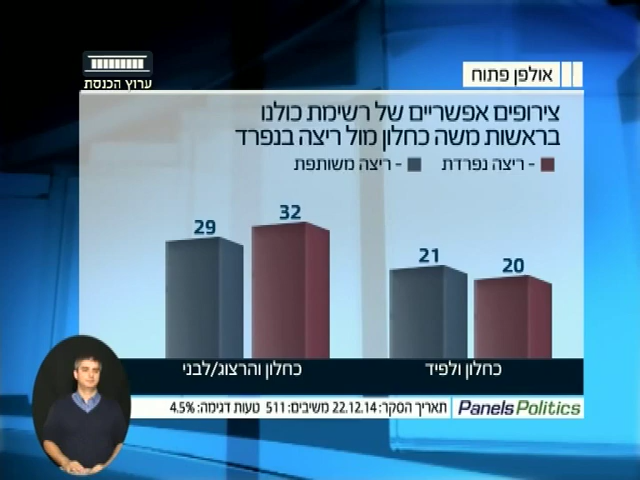 ערוץ הכנסת
אולפן פתוח
צירופים אפשריים של רשימת כולנו
בראשות משה כחלון מול ריצה בנפרד
- ריצה נפרדת - ריצה משותפת
29
32
21
20
כחלון ולפיד
כחלון והרצוג/לבני
PanelsPolitics
תאריך הסקר: 22.12.14 משיבים: 511 טעות דגימה: 4.5%